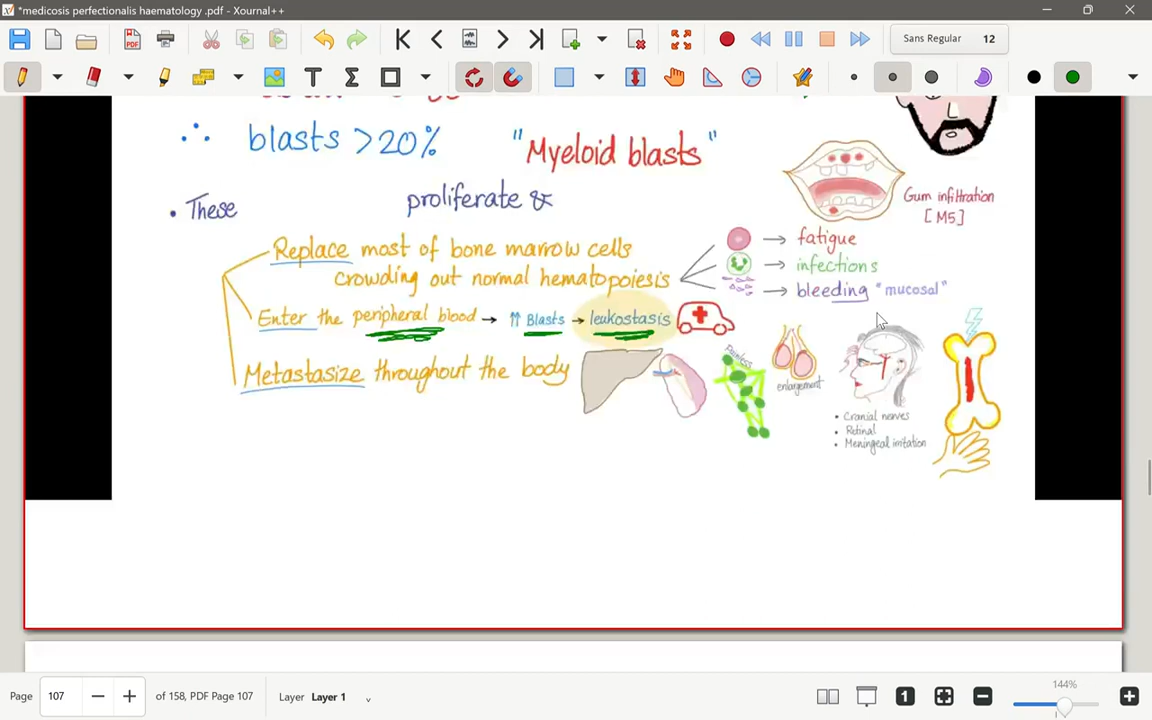 *medicosis perfectionalis haematology .pdf - Xournal++
Sans Regular 12
∴ blasts >20% "Myeloid blasts"
Gum infiltration
[M5]
• These proliferate &
Replace most of bone marrow cells
crowding out normal hematopoiesis
→ fatigue
→ infections
→ bleeding "mucosal"
Enter the peripheral blood → ⇈ Blasts → leukostasis
Metastasize throughout the body
Painless
enlargement
• Cranial nerves
• Retinal
• Meningeal irritation
Page 107 of 158, PDF Page 107 Layer Layer 1
144%